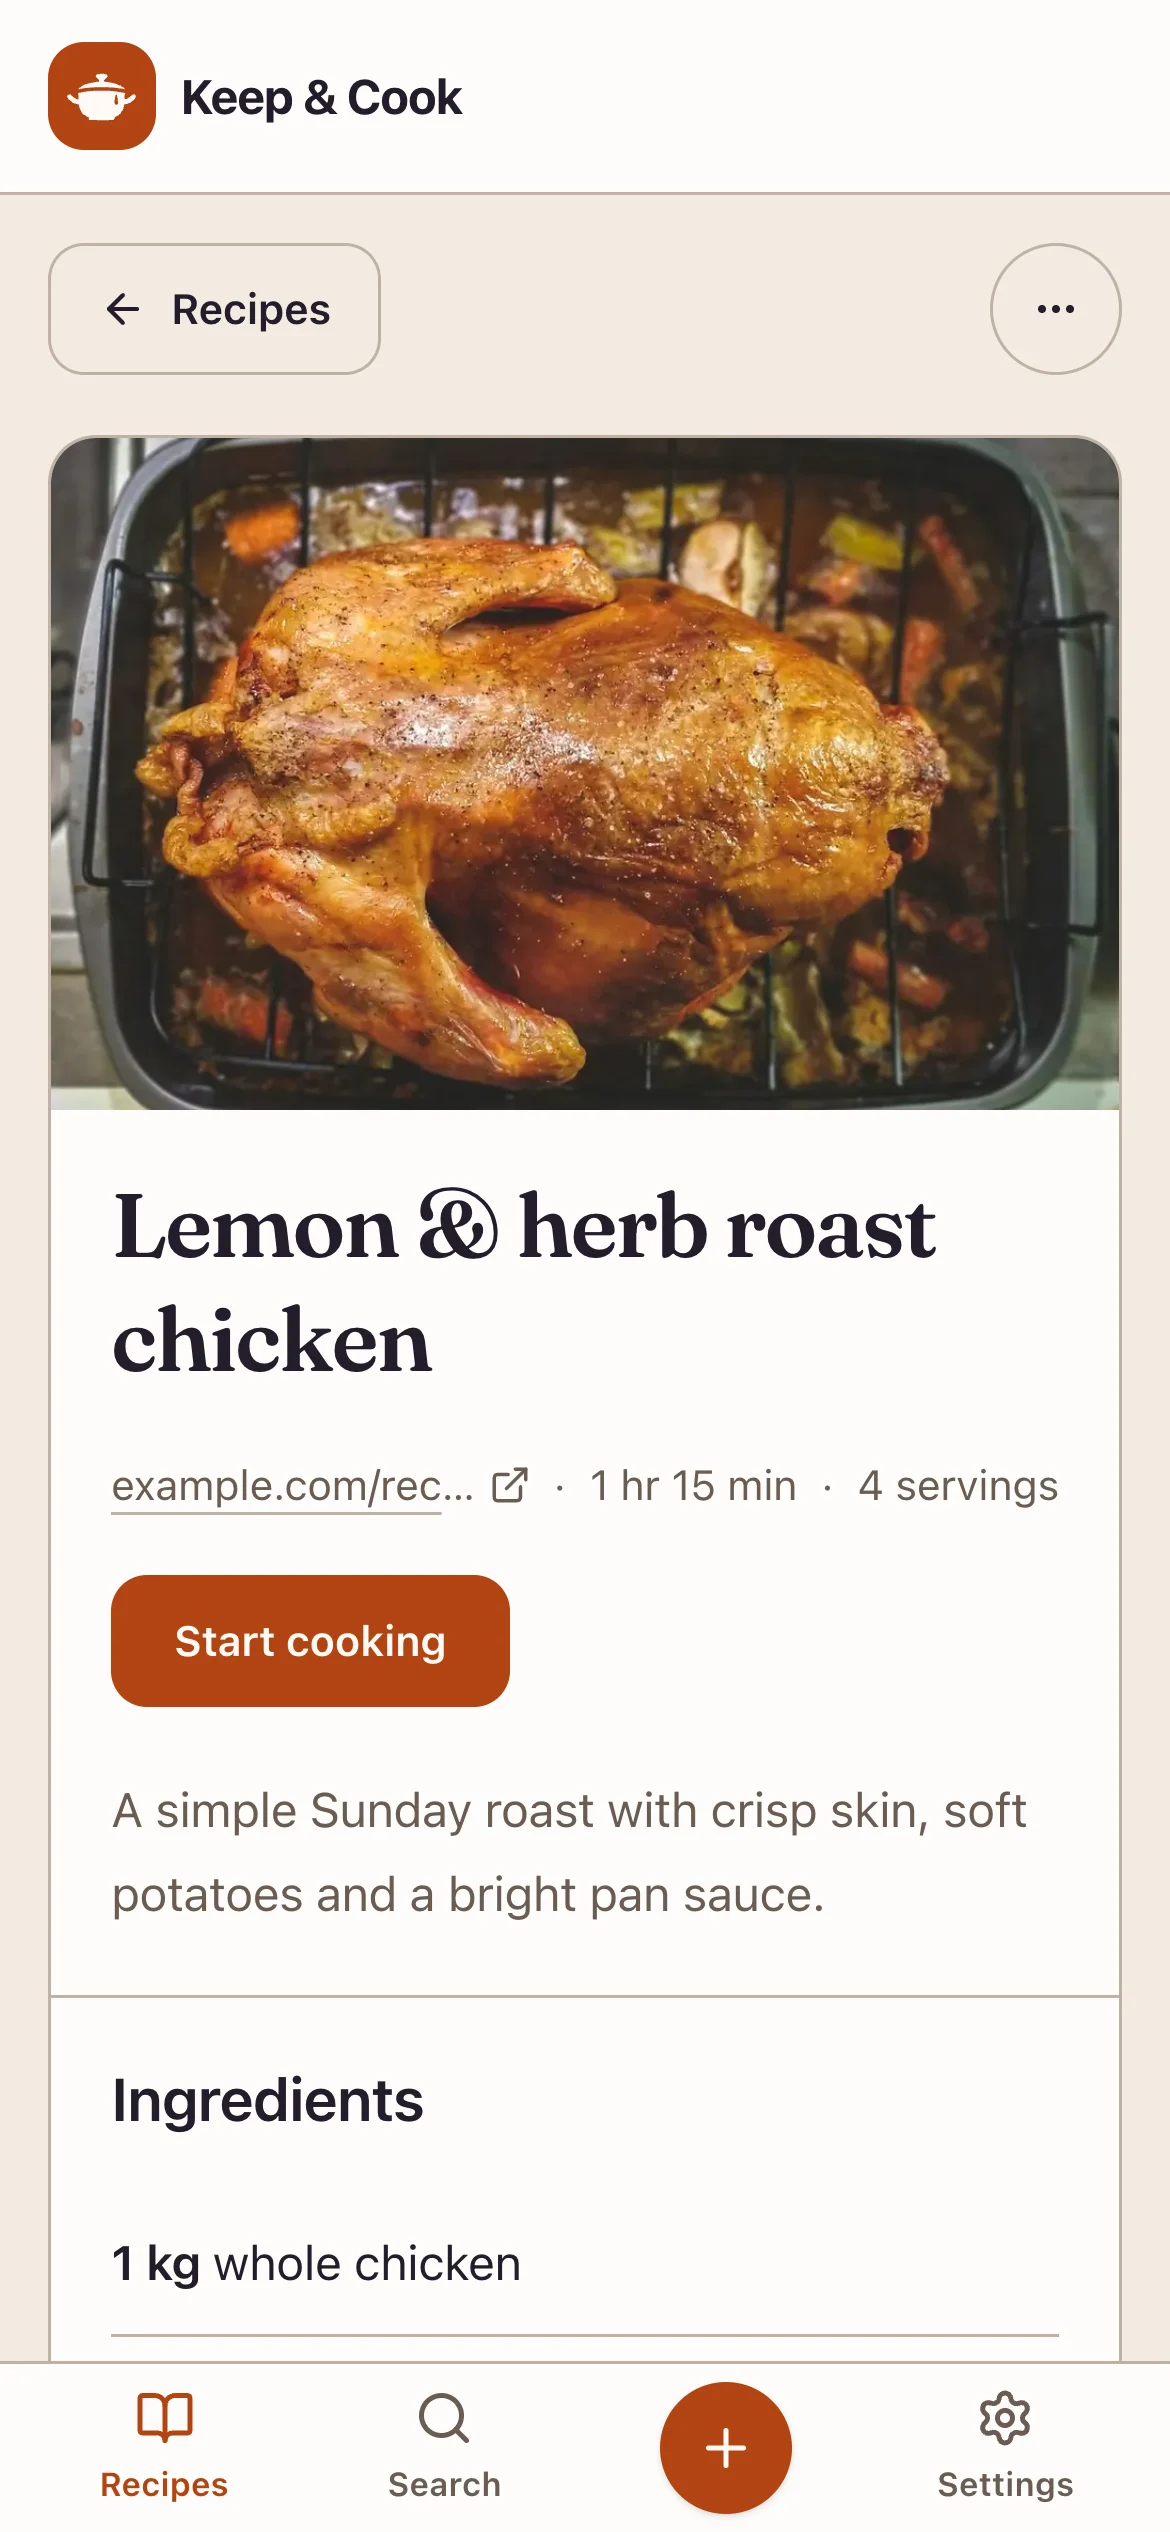 Keep & Cook
Recipes
Lemon & herb roast
chicken
example.com/rec... · 1 hr 15 min · 4 servings
Start cooking
A simple Sunday roast with crisp skin, soft
potatoes and a bright pan sauce.
Ingredients
1 kg whole chicken
Recipes
Search
Settings